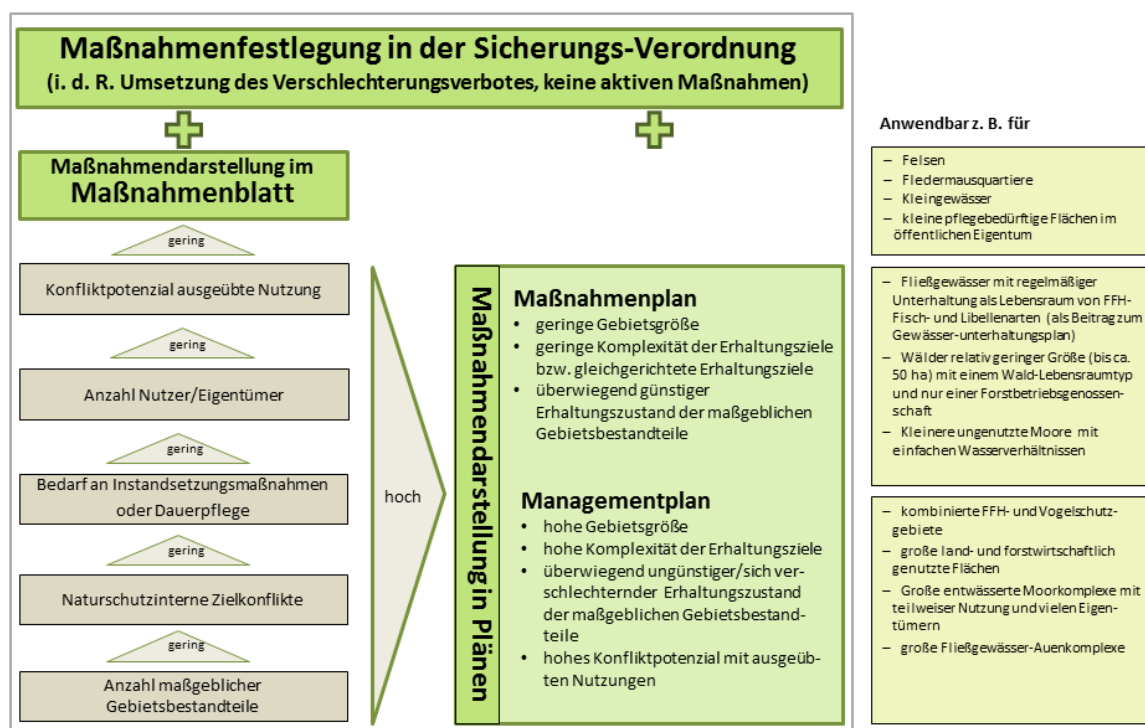 Maßnahmenfestlegung in der Sicherungs-Verordnung
(i. d. R. Umsetzung des Verschlechterungsverbotes, keine aktiven Maßnahmen)
Maßnahmendarstellung im
Maßnahmenblatt
gering
Konfliktpotenzial ausgeübte Nutzung
gering
Anzahl Nutzer/Eigentümer
gering
Bedarf an Instandsetzungsmaßnahmen
oder Dauerpflege
gering
Naturschutzinterne Zielkonflikte
gering
Anzahl maßgeblicher
Gebietsbestandteile
hoch
Maßnahmendarstellung in Plänen
Maßnahmenplan
• geringe Gebietsgröße
• geringe Komplexität der Erhaltungsziele
bzw. gleichgerichtete Erhaltungsziele
• überwiegend günstiger
Erhaltungszustand der maßgeblichen
Gebietsbestandteile
Managementplan
• hohe Gebietsgröße
• hohe Komplexität der Erhaltungsziele
• überwiegend ungünstiger/sich ver-
schlechternder Erhaltungszustand
der maßgeblichen Gebietsbestand-
teile
• hohes Konfliktpotenzial mit ausgeüb-
ten Nutzungen
Anwendbar z. B. für
– Felsen
– Fledermausquartiere
– Kleingewässer
– kleine pflegebedürftige Flächen im
öffentlichen Eigentum
– Fließgewässer mit regelmäßiger
Unterhaltung als Lebensraum von FFH-
Fisch- und Libellenarten (als Beitrag zum
Gewässer-unterhaltungsplan)
– Wälder relativ geringer Größe (bis ca.
50 ha) mit einem Wald-Lebensraumtyp
und nur einer Forstbetriebsgenossen-
schaft
– Kleinere ungenutzte Moore mit
einfachen Wasserverhältnissen
– kombinierte FFH- und Vogelschutz-
gebiete
– große land- und forstwirtschaftlich
genutzte Flächen
– Große entwässerte Moorkomplexe mit
teilweiser Nutzung und vielen Eigen-
tümern
– große Fließgewässer-Auenkomplexe